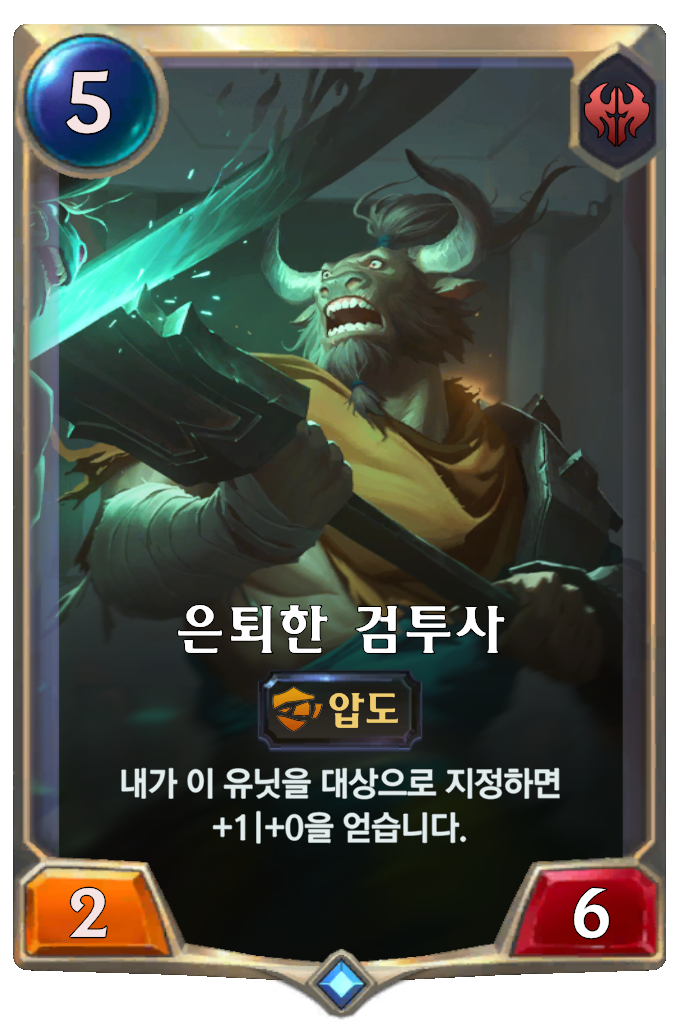 5
은퇴한 검투사
압도
내가 이 유닛을 대상으로 지정하면
+1|+0을 얻습니다.
2
6